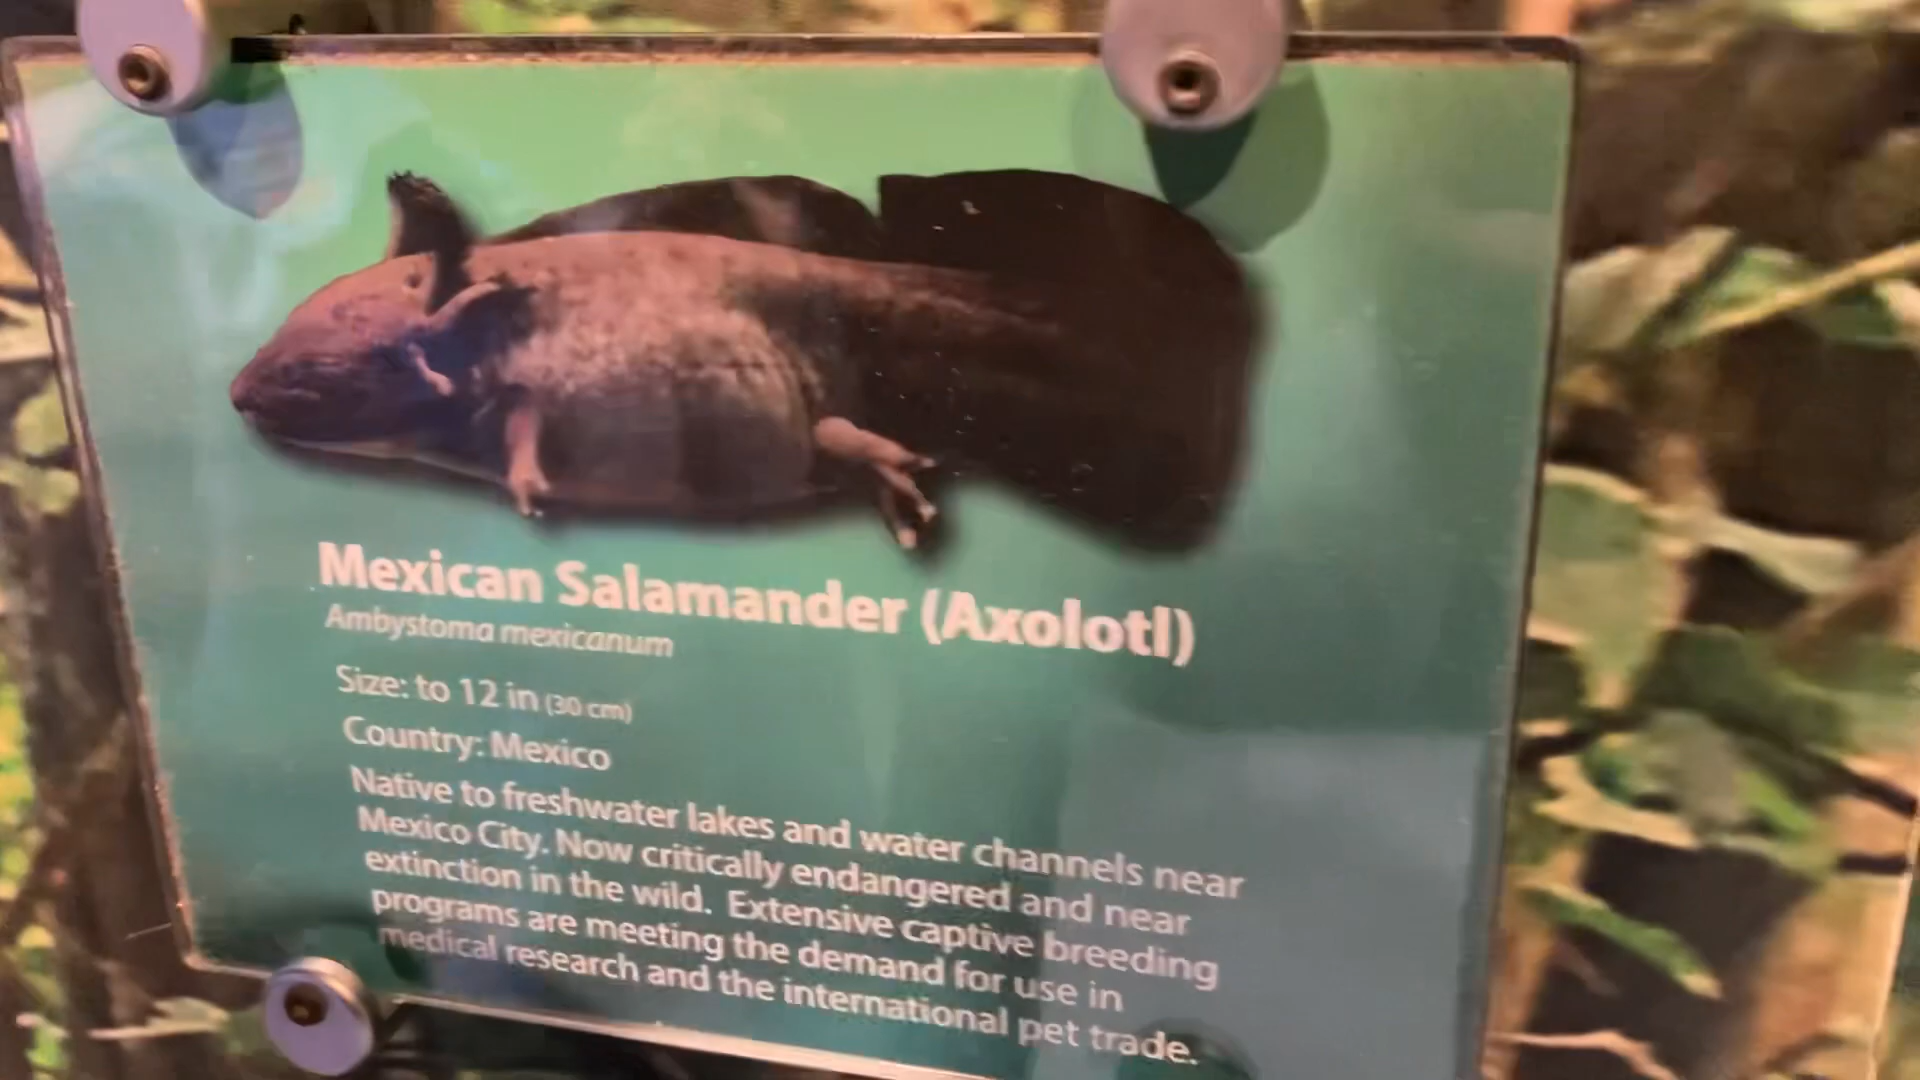 Mexican Salamander (Axolotl)
Ambystoma mexicanum
Size: to 12 in (30 cm)
Country: Mexico
Native to freshwater lakes and water channels near
Mexico City. Now critically endangered and near
extinction in the wild. Extensive captive breeding
programs are meeting the demand for use in
medical research and the international pet trade.